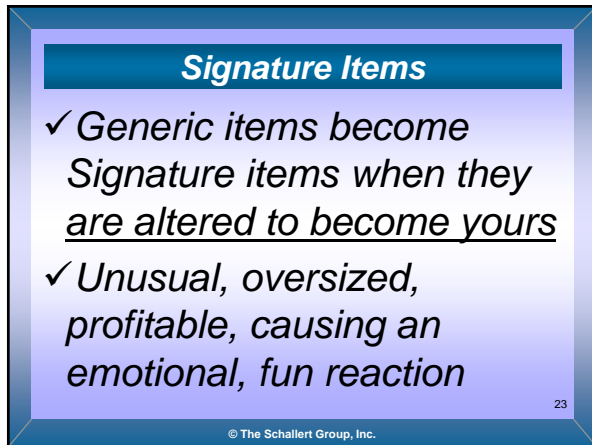 Signature Items
✓Generic items become
Signature items when they
are altered to become yours
✓Unusual, oversized,
profitable, causing an
emotional, fun reaction
23
© The Schallert Group, Inc.